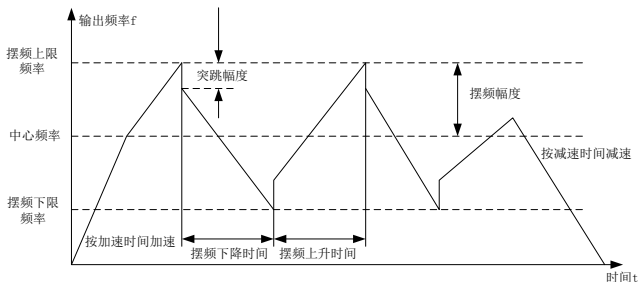 输出频率f
摆频上限
频率
突跳幅度
摆频幅度
中心频率
按减速时间减速
摆频下限
频率
按加速时间加速
摆频下降时间
摆频上升时间
时间t